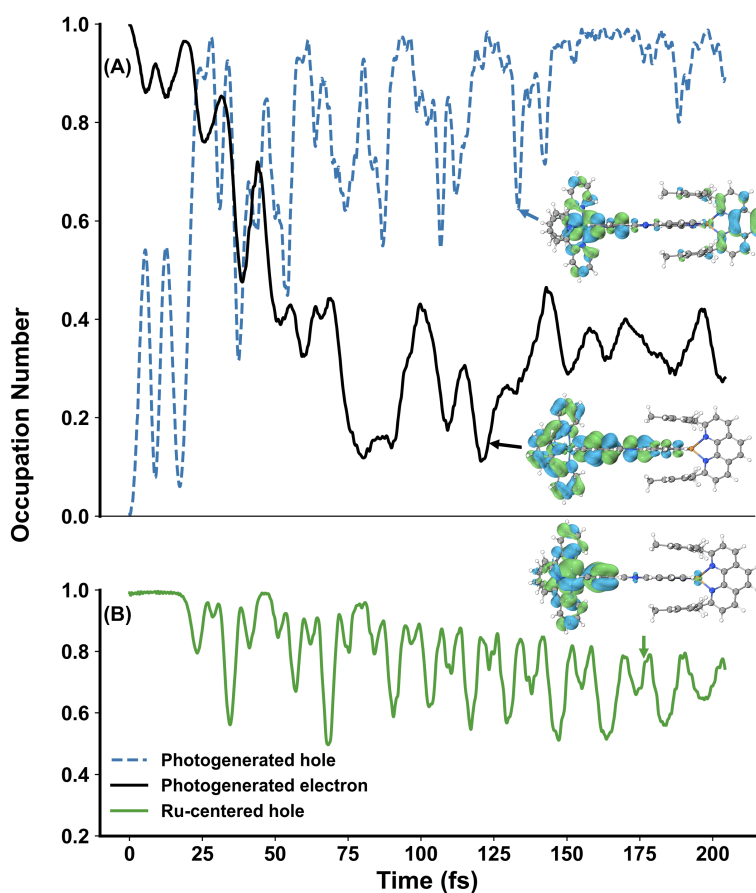 1.0
(A)
0.8
0.6
0.4
0.2
0.0
Occupation Number
1.0
(B)
0.8
0.6
0.4
0.2
Photogenerated hole
Photogenerated electron
Ru-centered hole
0 25 50 75 100 125 150 175 200
Time (fs)